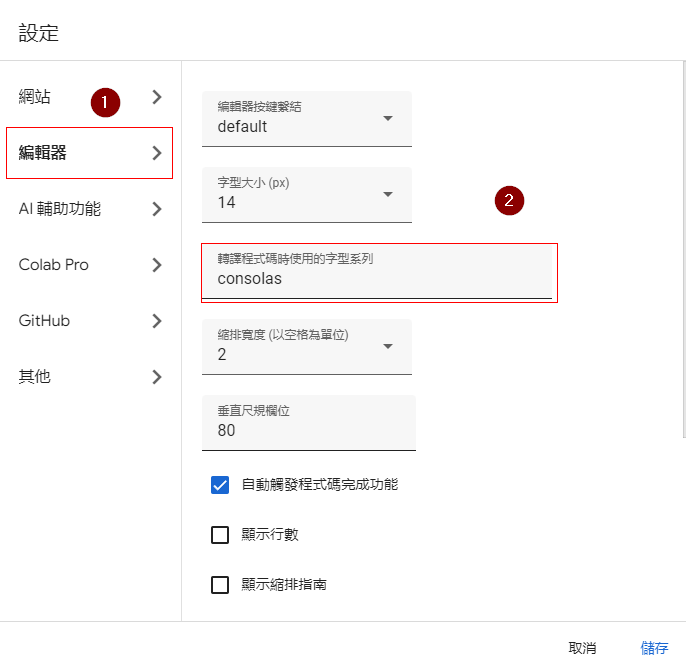 設定
網站
1
編輯器
AI 輔助功能
Colab Pro
GitHub
其他
編輯器按鍵繫結
default
字型大小 (px)
14
2
轉譯程式碼時使用的字型系列
consolas
縮排寬度 (以空格為單位)
2
垂直尺規欄位
80
自動觸發程式碼完成功能
顯示行數
顯示縮排指南
取消
儲存